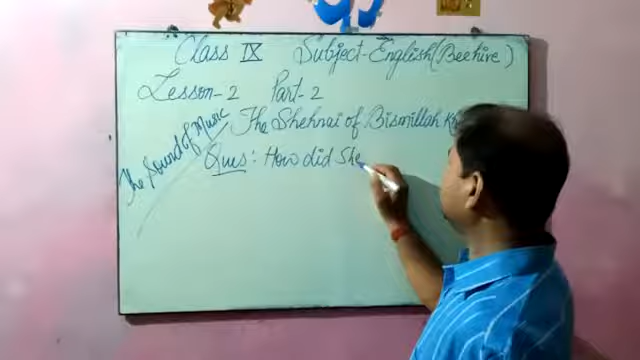 Class IX Subject-English(Beehive)
Lesson-2 Part-2
The Sound of Music
The Shehnai of Bismillah
Ques: How did She